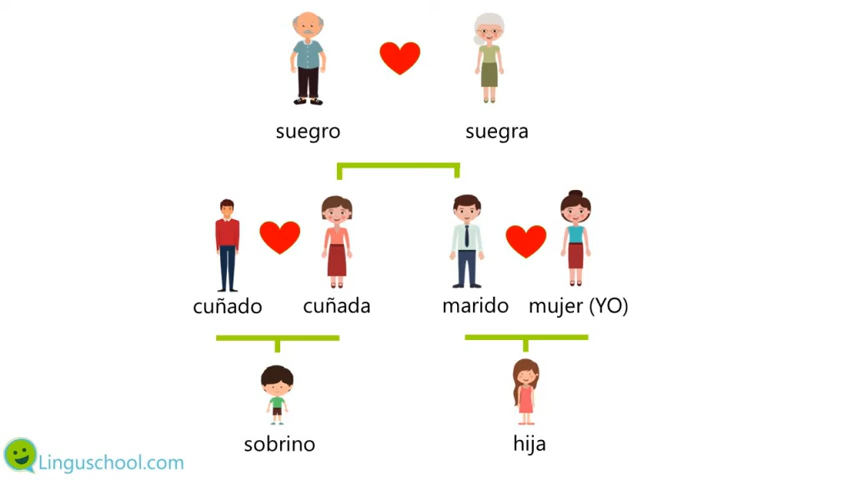 suegro suegra
cuñado cuñada marido mujer (YO)
sobrino hija
Linguschool.com